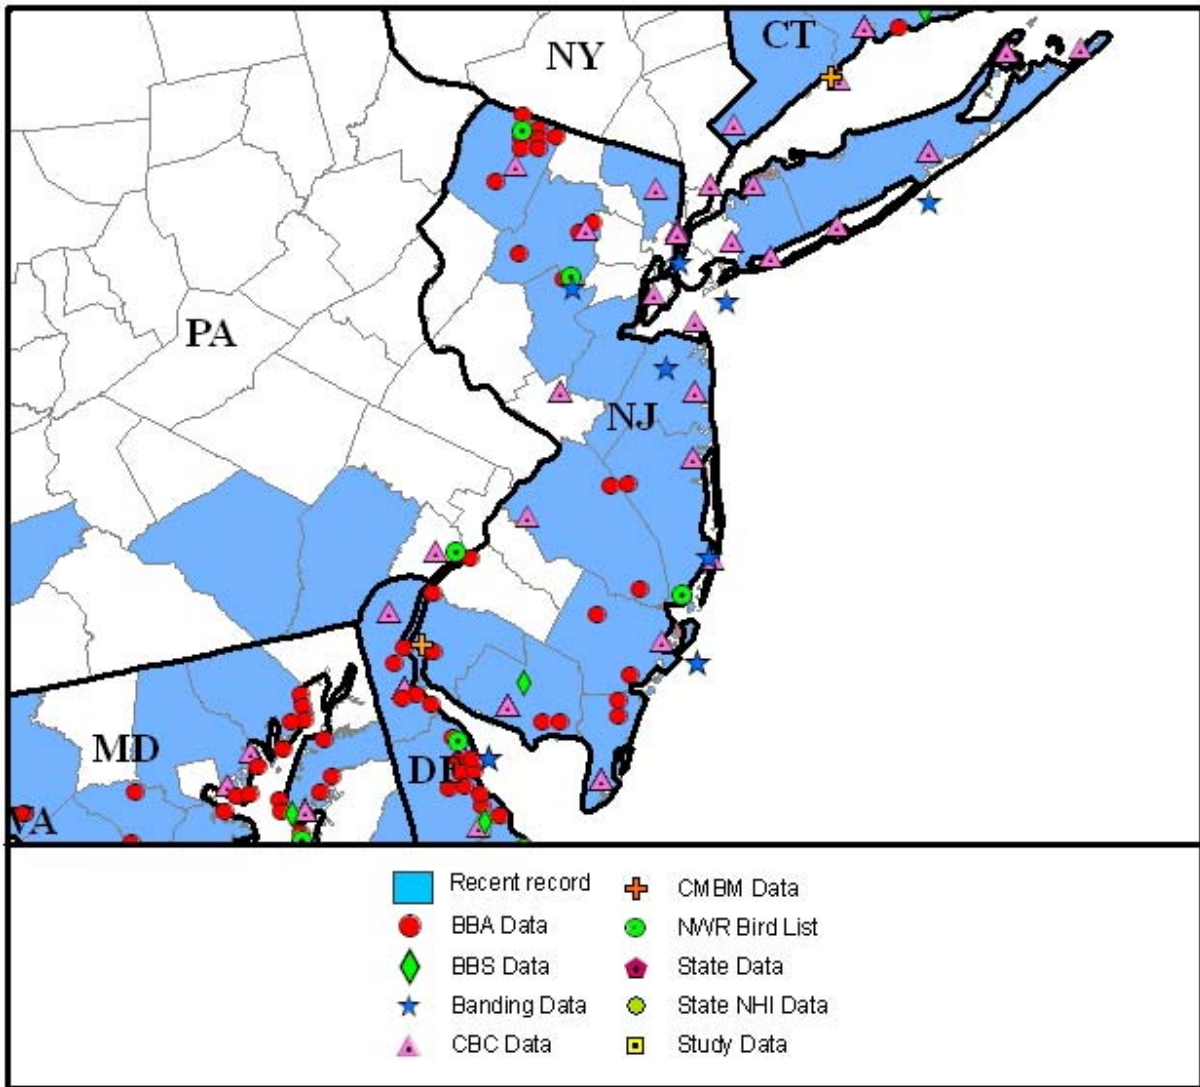 CT
NY
PA
NJ
MD
DE
VA
Recent record
CMBM Data
BBA Data
NWR Bird List
BBS Data
State Data
Banding Data
State NHI Data
CBC Data
Study Data